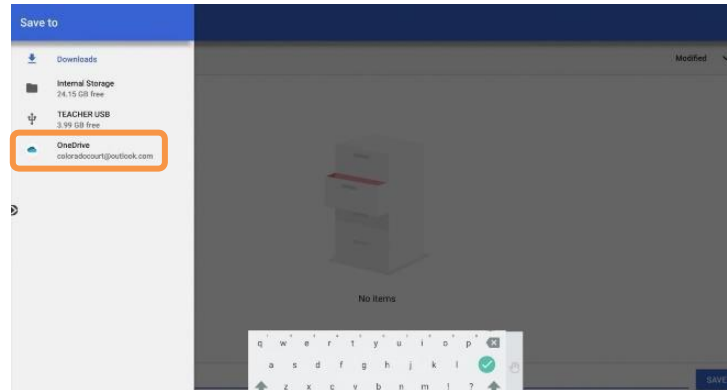 Save to
Downloads
Modified
Internal Storage
24.15 GB free
TEACHER USB
3.99 GB free
OneDrive
coloradocourt@outlook.com
No items
q w e r t y u i o p
a s d f g h j k l
SAVE
z x c v b n m ! ?